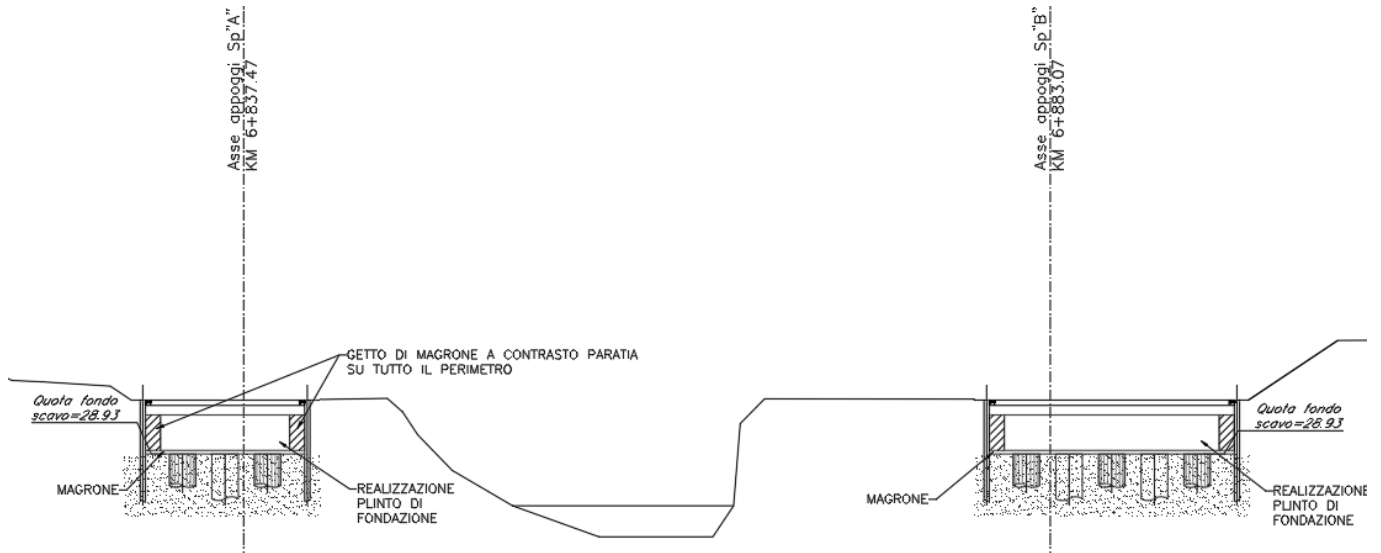 Asse appoggi Sp"A"
KM 6+837.47
Asse appoggi Sp"B"
KM 6+883.07
GETTO DI MAGRONE A CONTRASTO PARATIA
SU TUTTO IL PERIMETRO
Quota fondo
scavo=28.93
MAGRONE
REALIZZAZIONE
PLINTO DI
FONDAZIONE
Quota fondo
scavo=28.93
MAGRONE
REALIZZAZIONE
PLINTO DI
FONDAZIONE